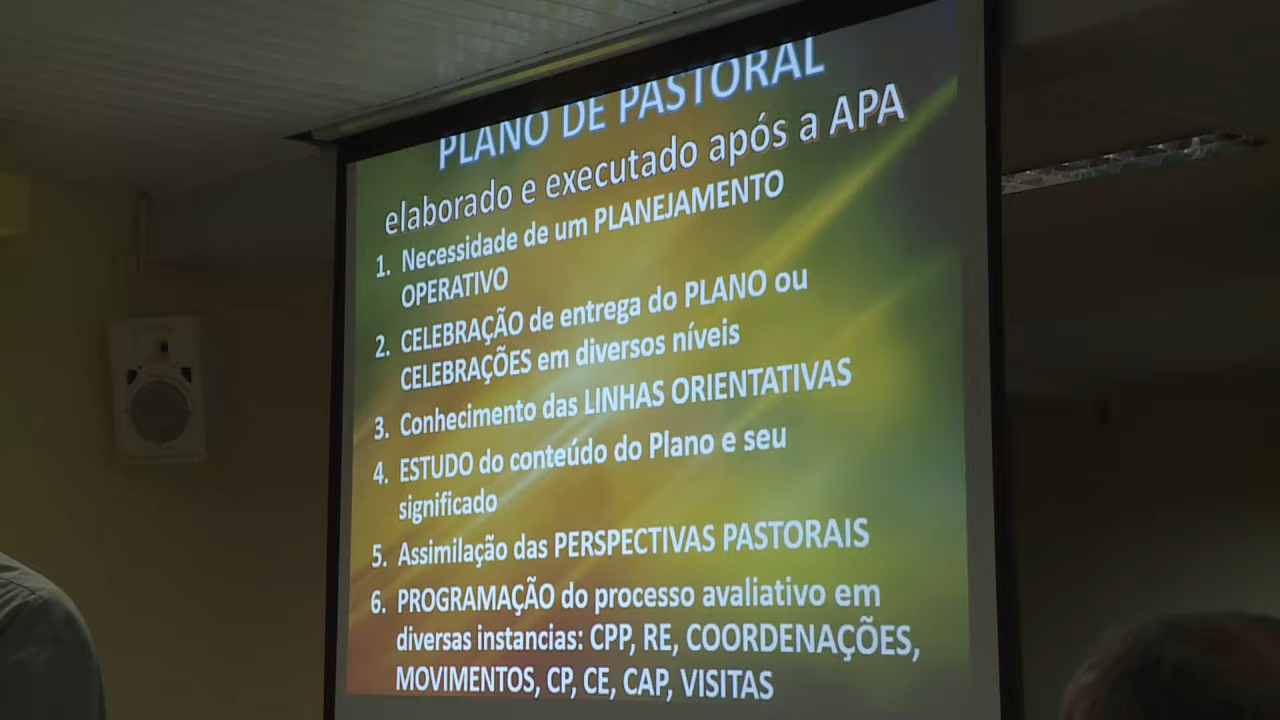 PLANO DE PASTORAL
elaborado e executado após a APA
1. Necessidade de um PLANEJAMENTO
OPERATIVO
2. CELEBRAÇÃO de entrega do PLANO ou
CELEBRAÇÕES em diversos níveis
3. Conhecimento das LINHAS ORIENTATIVAS
4. ESTUDO do conteúdo do Plano e seu
significado
5. Assimilação das PERSPECTIVAS PASTORAIS
6. PROGRAMAÇÃO do processo avaliativo em
diversas instancias: CPP, RE, COORDENAÇÕES,
MOVIMENTOS, CP, CE, CAP, VISITAS